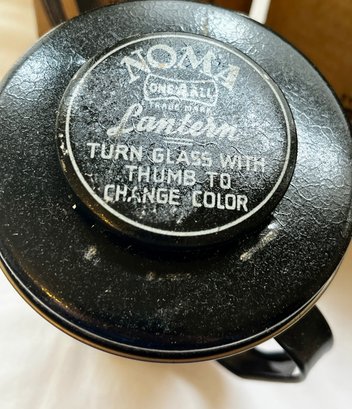 NOMA
ONE 4 ALL
TRADE MARK
Lantern
TURN GLASS WITH
THUMB TO
CHANGE COLOR